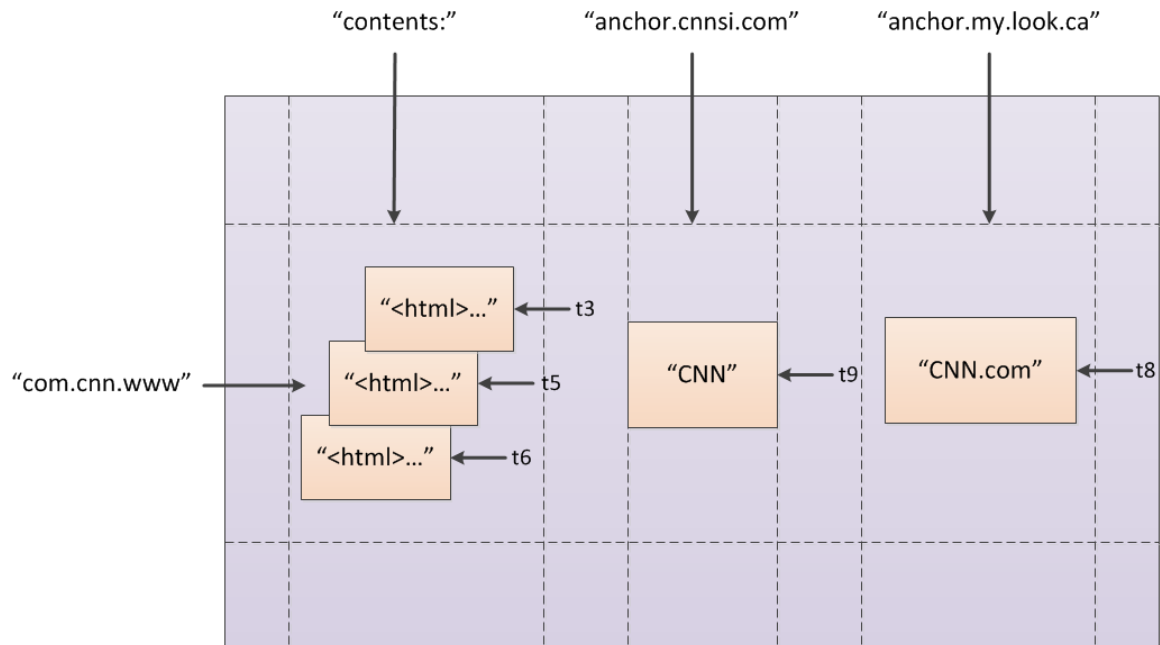 “contents:”
“anchor.cnnsi.com”
“anchor.my.look.ca”
“<html>…”
t3
“com.cnn.www”
“<html>…”
t5
“CNN”
t9
“CNN.com”
t8
“<html>…”
t6